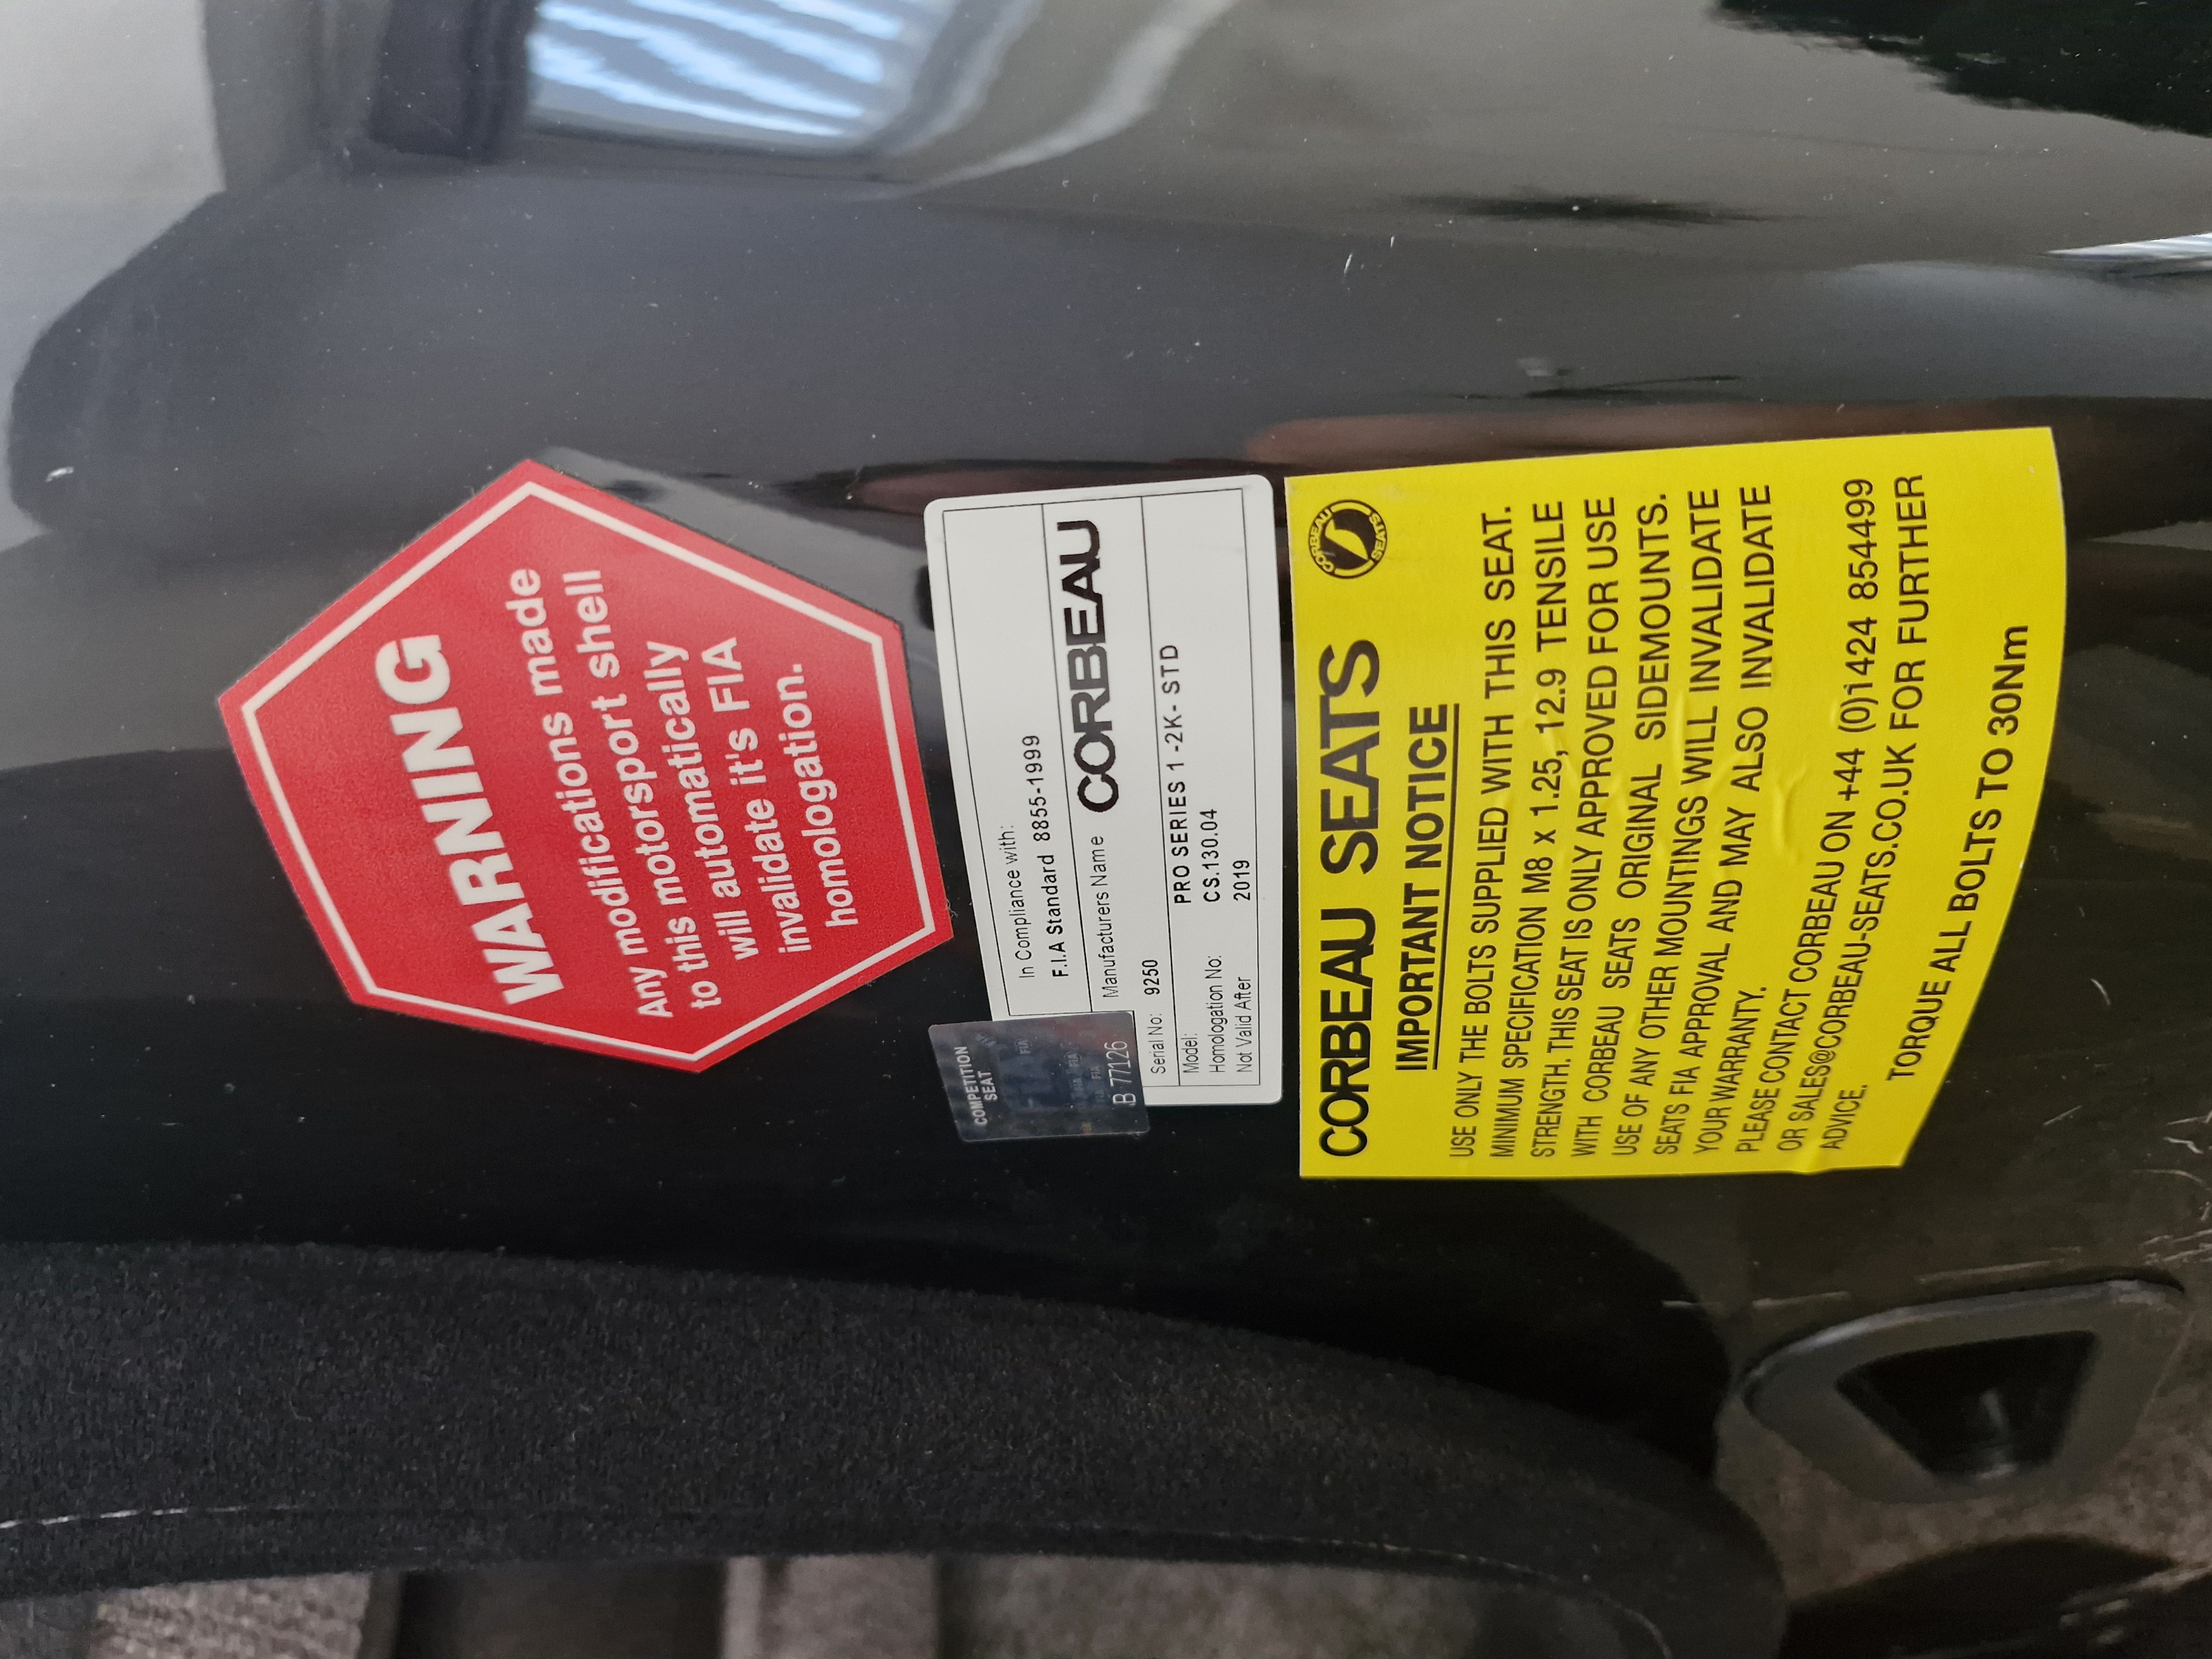 WARNING
Any modifications made
to this motorsport shell
will automatically
invalidate it's FIA
homologation.
COMPETITION
SEAT
FIA
B 77126
In Compliance with:
F.I.A Standard 8855-1999
Manufacturers Name CORBEAU
Serial No: 9250
Model: PRO SERIES 1 -2K- STD
Homologation No: CS.130.04
Not Valid After 2019
CORBEAU SEATS
CORBEAU SEATS
IMPORTANT NOTICE
USE ONLY THE BOLTS SUPPLIED WITH THIS SEAT.
MINIMUM SPECIFICATION M8 x 1.25, 12.9 TENSILE
STRENGTH. THIS SEAT IS ONLY APPROVED FOR USE
WITH CORBEAU SEATS ORIGINAL SIDEMOUNTS.
USE OF ANY OTHER MOUNTINGS WILL INVALIDATE
SEATS FIA APPROVAL AND MAY ALSO INVALIDATE
YOUR WARRANTY.
PLEASE CONTACT CORBEAU ON +44 (0)1424 854499
OR SALES@CORBEAU-SEATS.CO.UK FOR FURTHER
ADVICE.
TORQUE ALL BOLTS TO 30Nm